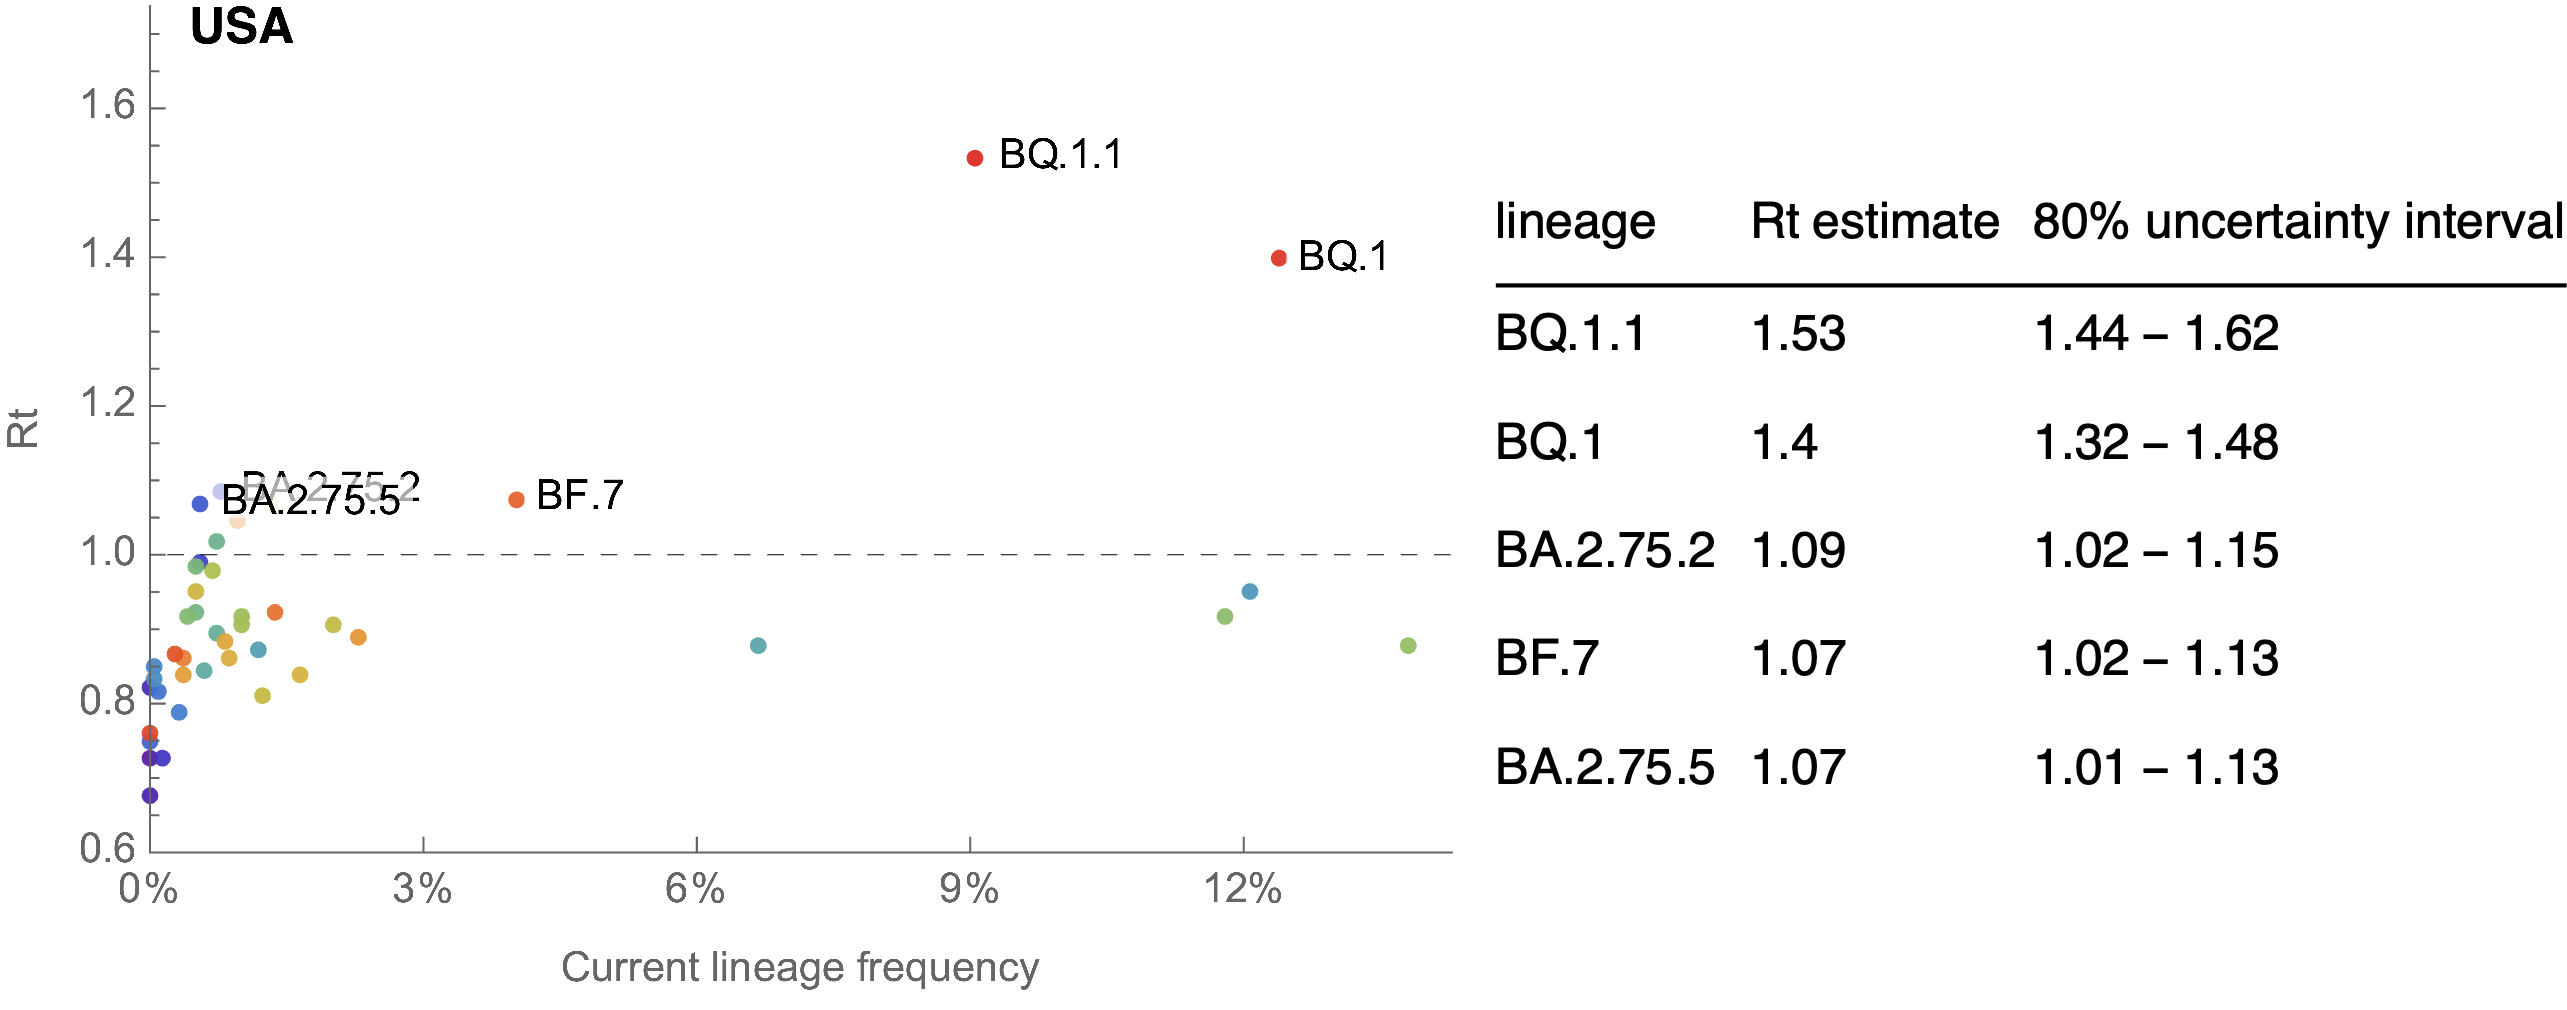 USA
1.6
1.4
1.2
1.0
0.8
0.6
Rt
BQ.1.1
BQ.1
BA.2.75.2
BA.2.75.5
BF.7
0% 3% 6% 9% 12%
Current lineage frequency
lineage Rt estimate 80% uncertainty interval
BQ.1.1 1.53 1.44 – 1.62
BQ.1 1.4 1.32 – 1.48
BA.2.75.2 1.09 1.02 – 1.15
BF.7 1.07 1.02 – 1.13
BA.2.75.5 1.07 1.01 – 1.13